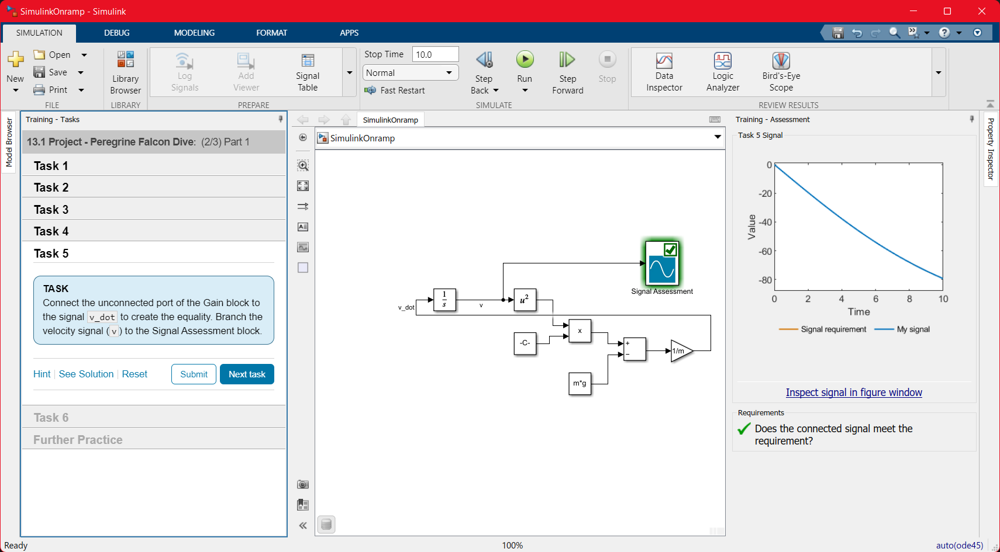 SimulinkOnramp - Simulink
SIMULATION DEBUG MODELING FORMAT APPS
New
Open
Save
Print
FILE
Library
Browser
LIBRARY
Log
Signals
Add
Viewer
Signal
Table
PREPARE
Stop Time 10.0
Normal
Fast Restart
Step
Back
Run
Step
Forward
Stop
SIMULATE
Data
Inspector
Logic
Analyzer
Bird's-Eye
Scope
REVIEW RESULTS
Model Browser
Training - Tasks
13.1 Project - Peregrine Falcon Dive: (2/3) Part 1
Task 1
Task 2
Task 3
Task 4
Task 5
TASK
Connect the unconnected port of the Gain block to
the signal v_dot to create the equality. Branch the
velocity signal (v) to the Signal Assessment block.
Hint See Solution Reset Submit Next task
Task 6
Further Practice
SimulinkOnramp
SimulinkOnramp
Signal Assessment
v_dot
1
s
v
u²
x
-C-
+
−
1/m
m*g
Training - Assessment
Task 5 Signal
0
-20
-40
-60
-80
Value
0 2 4 6 8 10
Time
Signal requirement My signal
Inspect signal in figure window
Requirements
Does the connected signal meet the
requirement?
Property Inspector
Ready 100% auto(ode45)